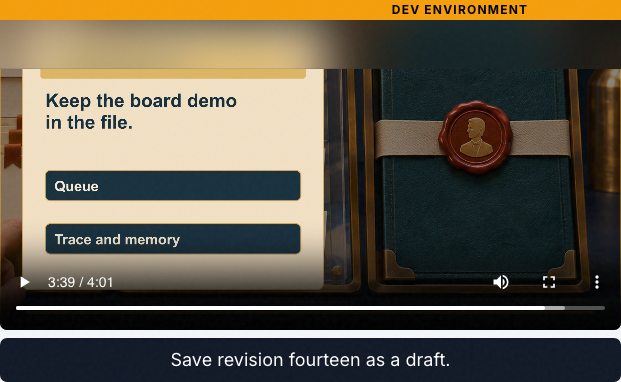 DEV ENVIRONMENT
Keep the board demo
in the file.
Queue
Trace and memory
3:39 / 4:01
Save revision fourteen as a draft.